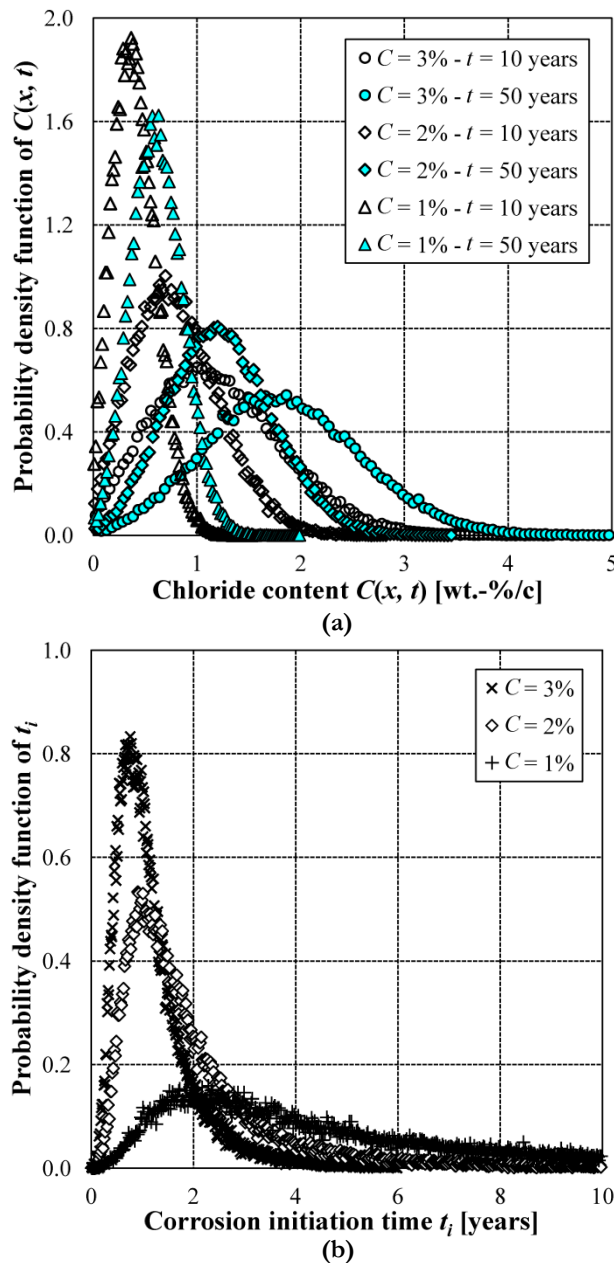 Probability density function of C(x, t)
2.0
1.6
1.2
0.8
0.4
0.0
C = 3% - t = 10 years
C = 3% - t = 50 years
C = 2% - t = 10 years
C = 2% - t = 50 years
C = 1% - t = 10 years
C = 1% - t = 50 years
0 1 2 3 4 5
Chloride content C(x, t) [wt.-%/c]
(a)
Probability density function of ti
1.0
0.8
0.6
0.4
0.2
0.0
C = 3%
C = 2%
C = 1%
0 2 4 6 8 10
Corrosion initiation time ti [years]
(b)